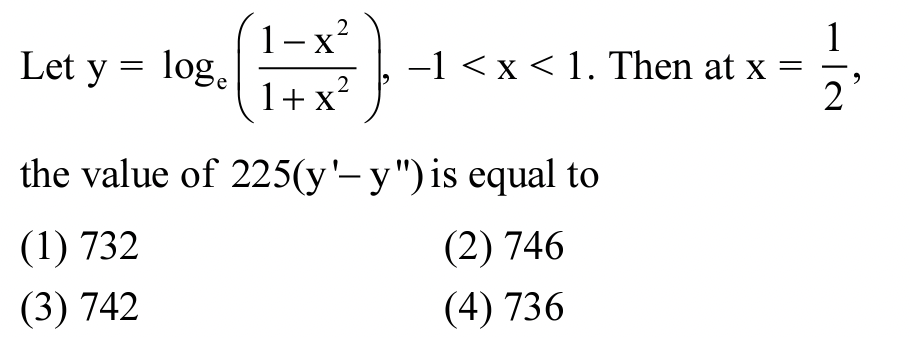 Let y = logₑ((1−x²)/(1+x²)), −1 < x < 1. Then at x = 1/2,
the value of 225(y'− y") is equal to
(1) 732 (2) 746
(3) 742 (4) 736